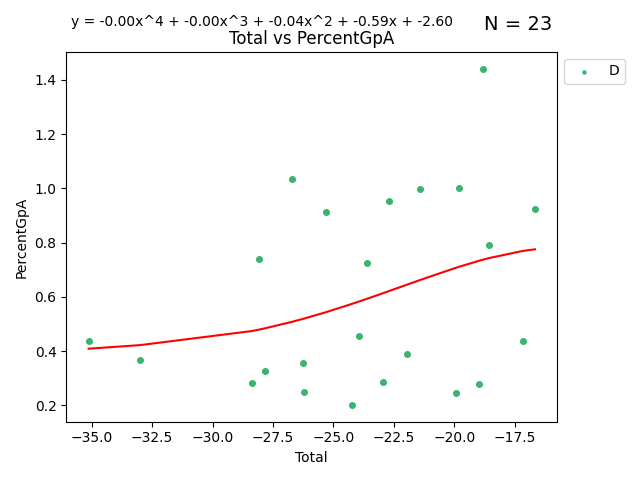 y = -0.00x^4 + -0.00x^3 + -0.04x^2 + -0.59x + -2.60
N = 23
Total vs PercentGpA
D
PercentGpA
1.4
1.2
1.0
0.8
0.6
0.4
0.2
−35.0 −32.5 −30.0 −27.5 −25.0 −22.5 −20.0 −17.5
Total